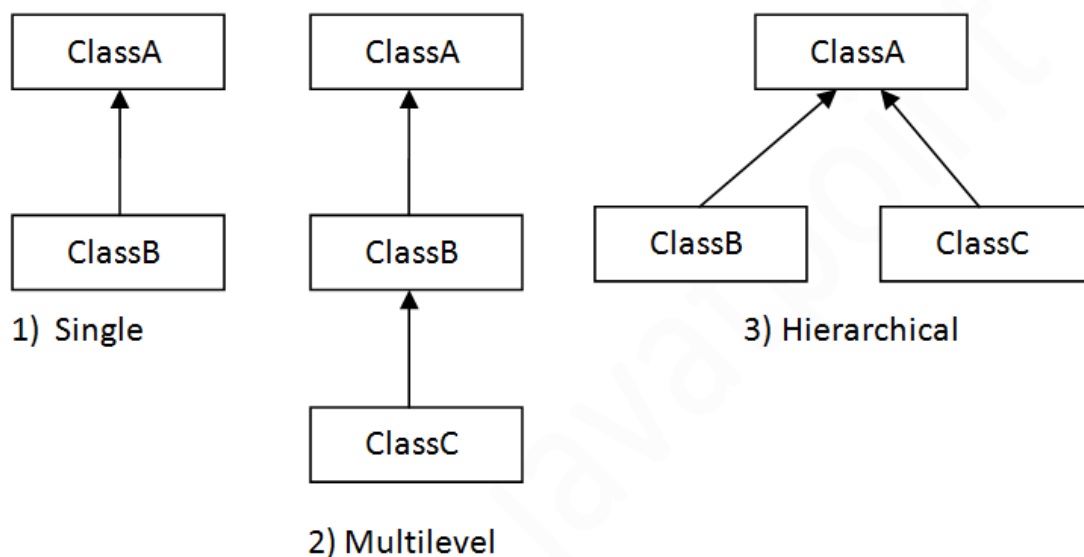 ClassA
ClassB
1) Single
ClassA
ClassB
ClassC
2) Multilevel
ClassA
ClassB
ClassC
3) Hierarchical